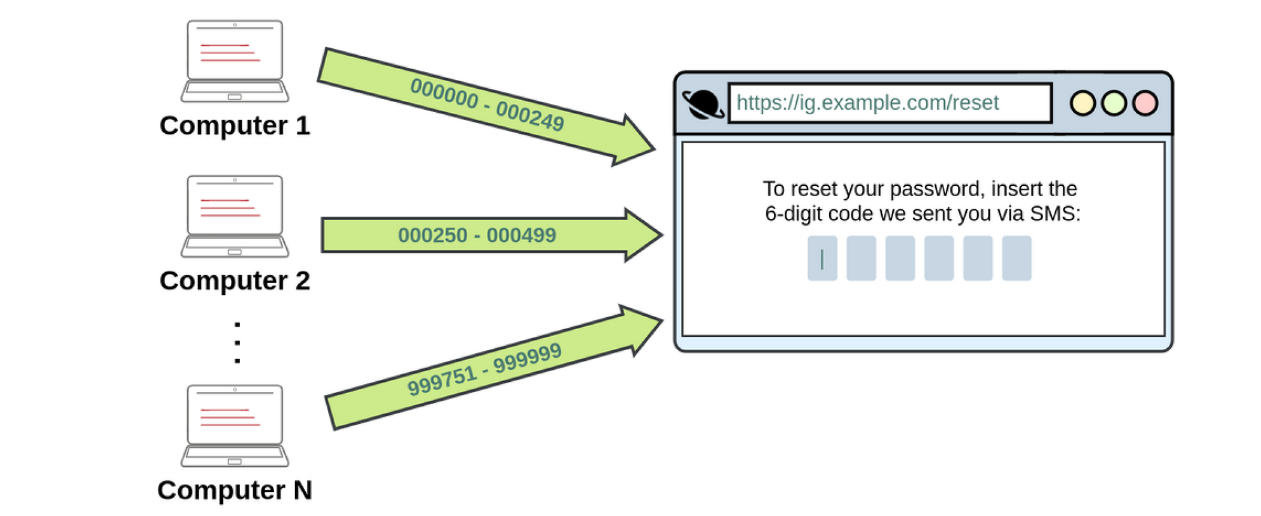 000000 - 000249
Computer 1
https://ig.example.com/reset
To reset your password, insert the
6-digit code we sent you via SMS:
000250 - 000499
Computer 2
999751 - 999999
Computer N